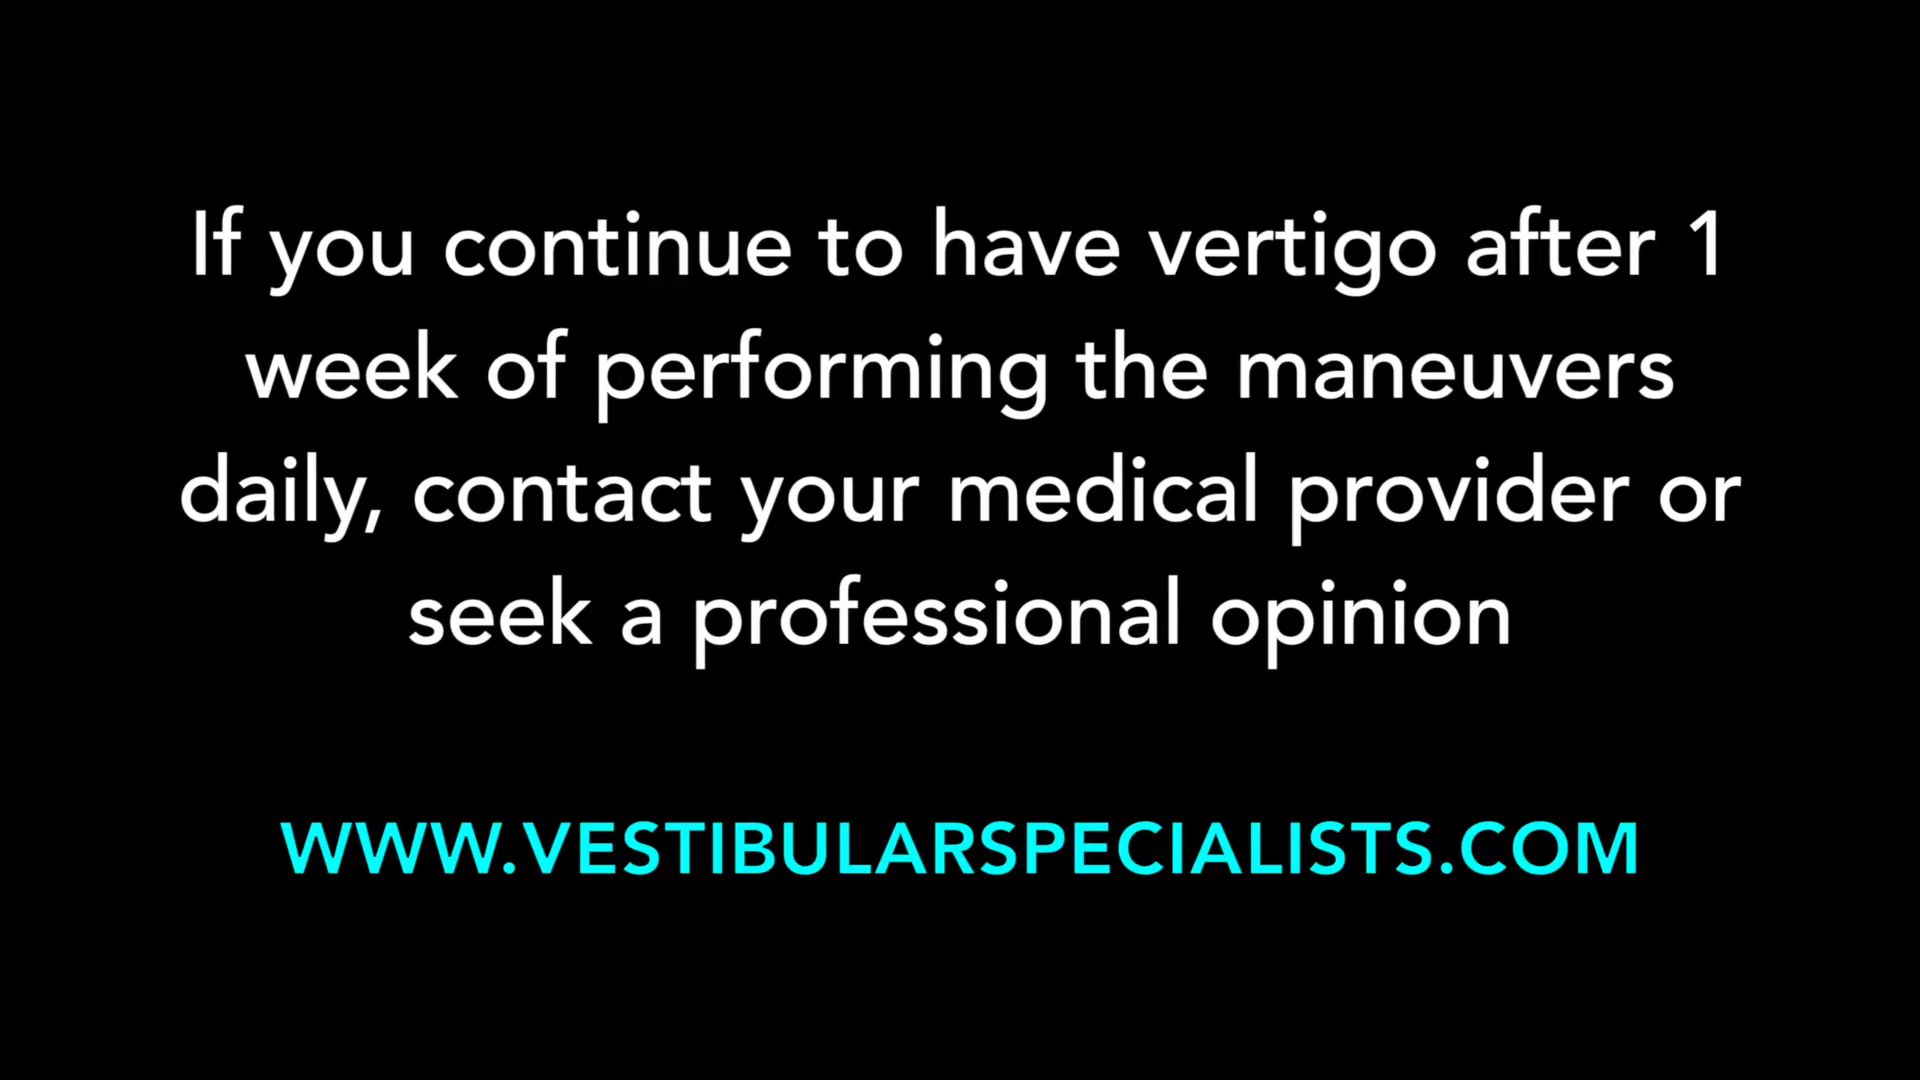 If you continue to have vertigo after 1
week of performing the maneuvers
daily, contact your medical provider or
seek a professional opinion
WWW.VESTIBULARSPECIALISTS.COM